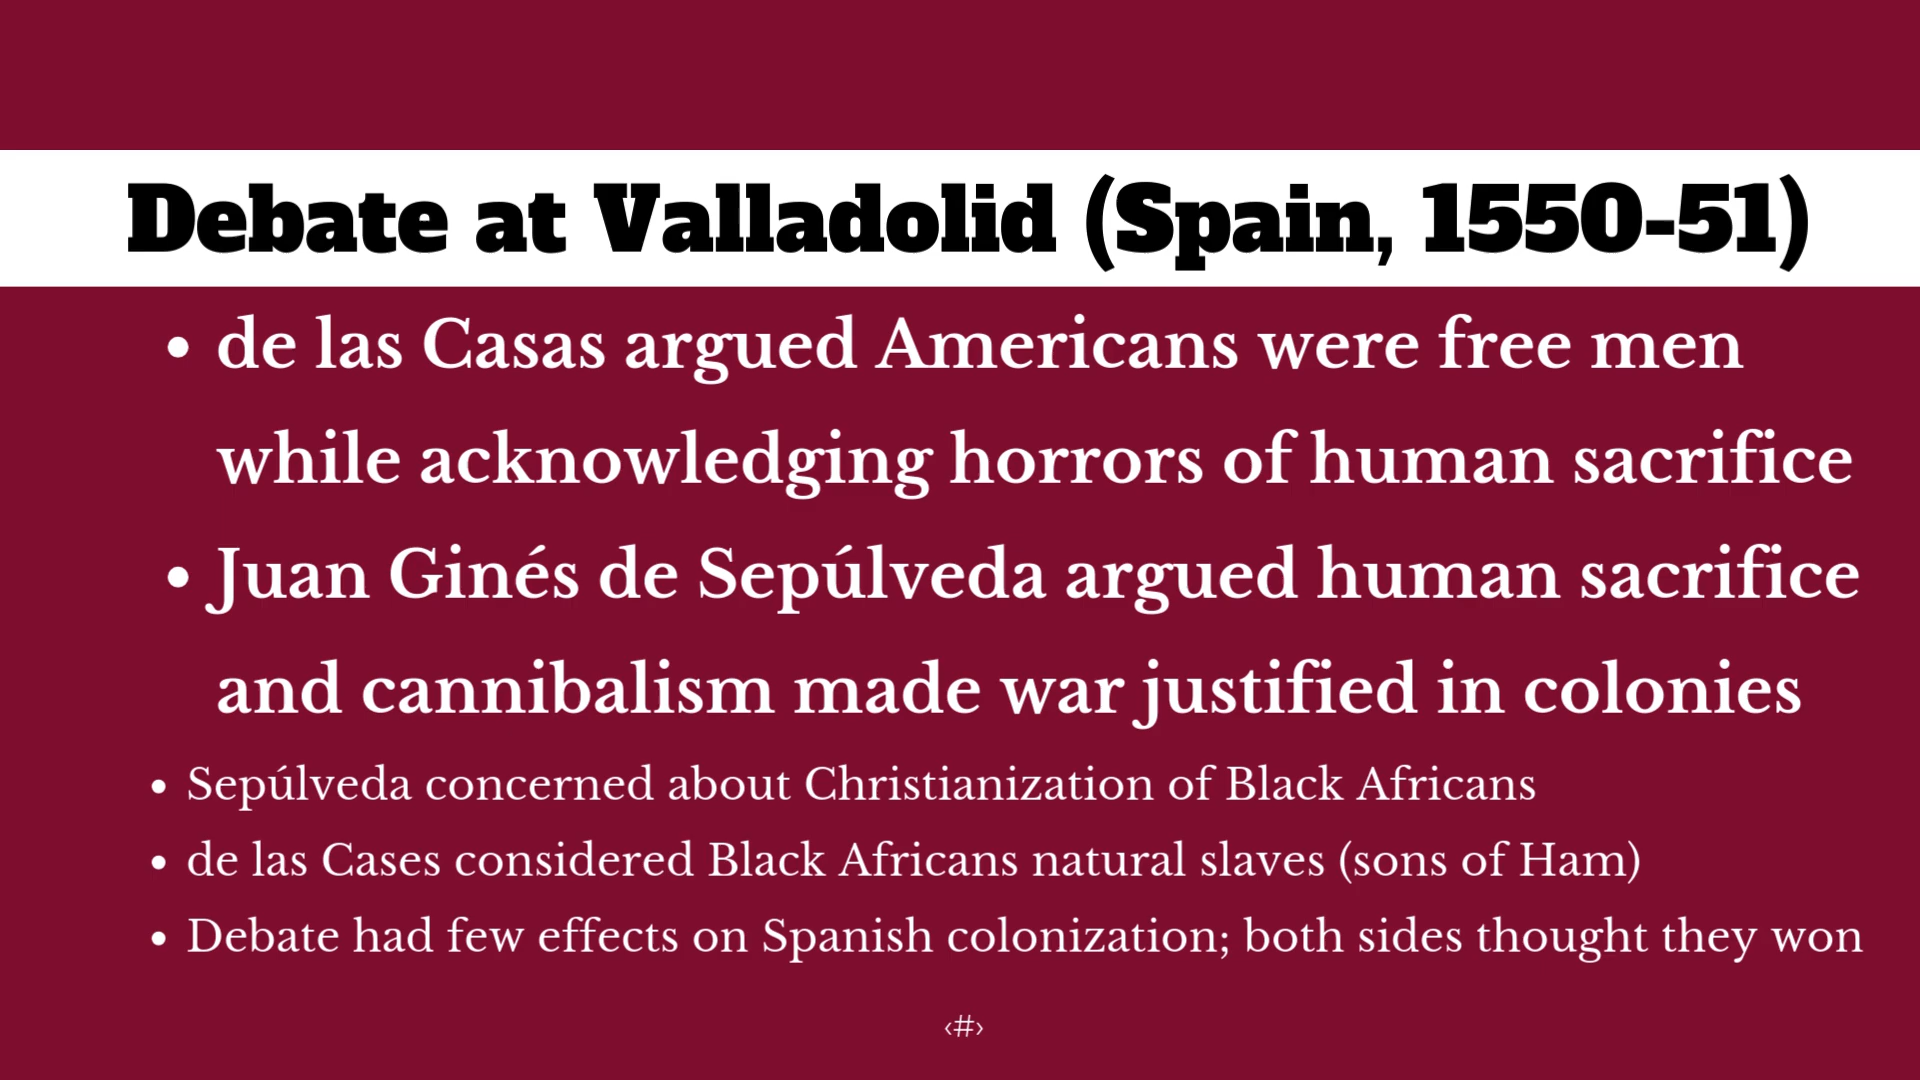 Debate at Valladolid (Spain, 1550-51)
• de las Casas argued Americans were free men
while acknowledging horrors of human sacrifice
• Juan Ginés de Sepúlveda argued human sacrifice
and cannibalism made war justified in colonies
• Sepúlveda concerned about Christianization of Black Africans
• de las Cases considered Black Africans natural slaves (sons of Ham)
• Debate had few effects on Spanish colonization; both sides thought they won
‹#›